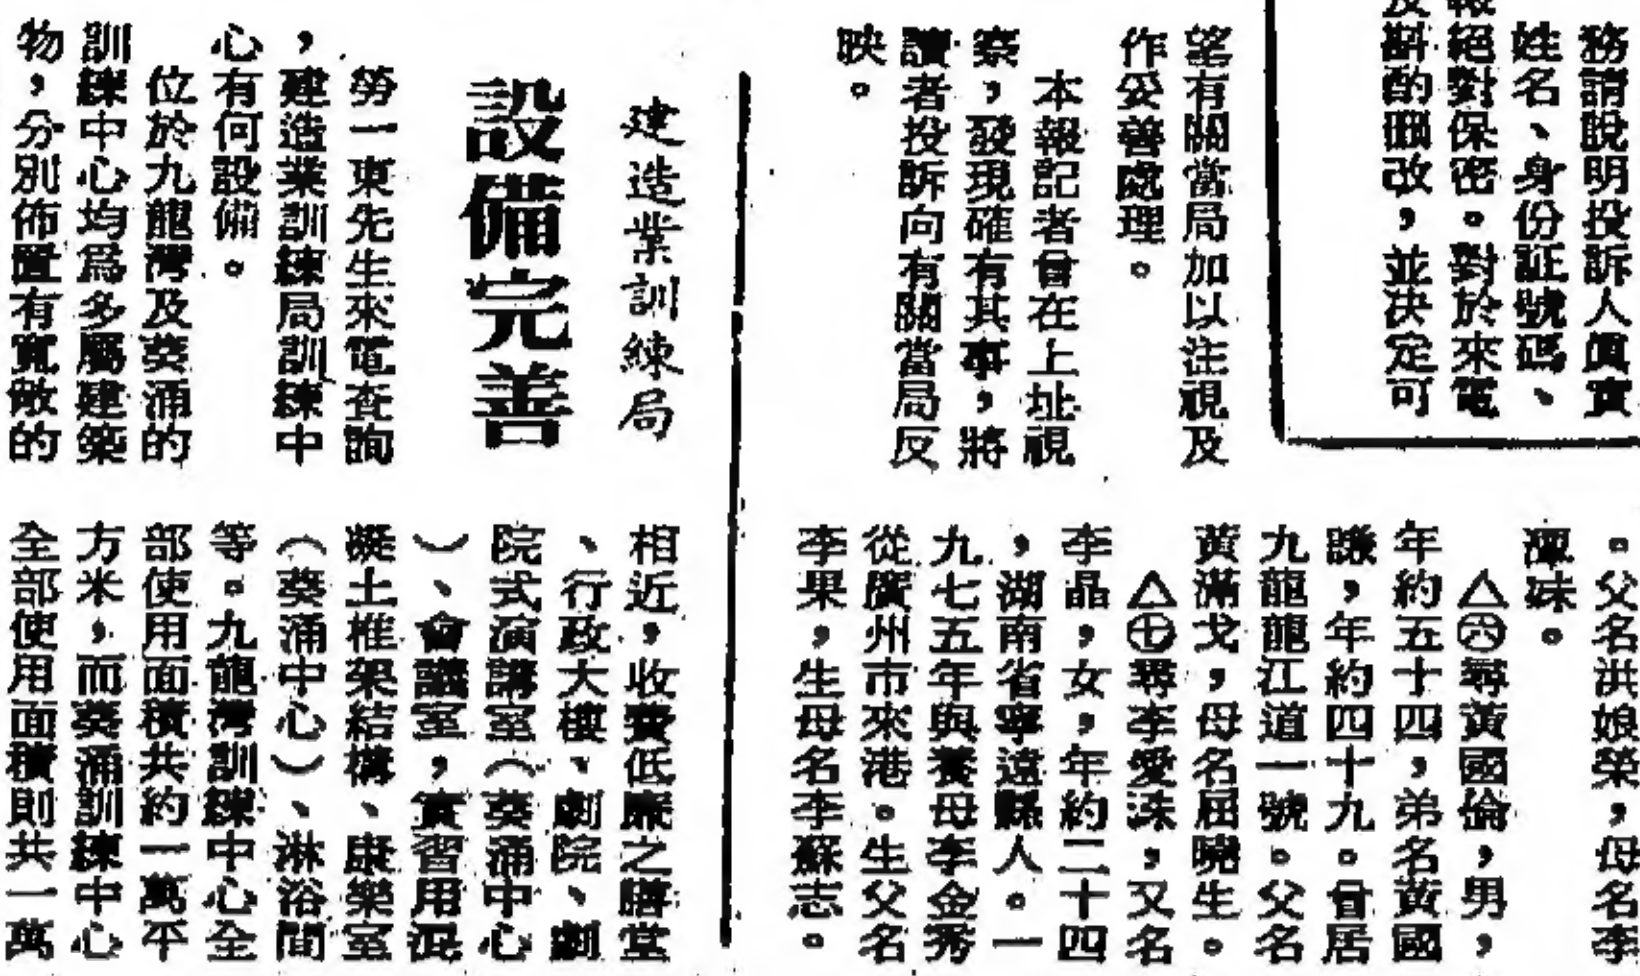 務請說明投訴人眞實
姓名、身份証號碼、
報絕對保密。對於來電
及斟酌刪改，並决定可
望有關當局加以注視及
作妥善處理。
本報記者曾在上址視
察，發現確有其事，將
讀者投訴向有關當局反
映。
。父名洪娘榮，母名李
潭妹。
△㊅尋黃國倫，男，
年約五十四，弟名黃國
，年約四十九。曾居
九龍龍江道一號。父名
黃滿戈，母名屈曉生。
△㊆尋李愛洙，又名
李晶，女，年約二十四
，湖南省寧遠縣人。一
九七五年與養母李金秀
從廣州市來港。生父名
李果，生母名李蘇志。
建造業訓練局
設備完善
勞一東先生來電查詢
，建造業訓練局訓練中
心有何設備。
位於九龍灣及葵涌的
訓練中心均爲多層建築
物，分別佈置有寬敞的
相近，收費低廉之膳堂
、行政大樓、劇院、劇
院式演講室（葵涌中心
）、會議室，實習用混
凝土樁架結構、康樂室
（葵涌中心）、淋浴間
等。九龍灣訓練中心全
部使用面積共約一萬平
方米，而葵涌訓練中心
全部使用面積則共一萬